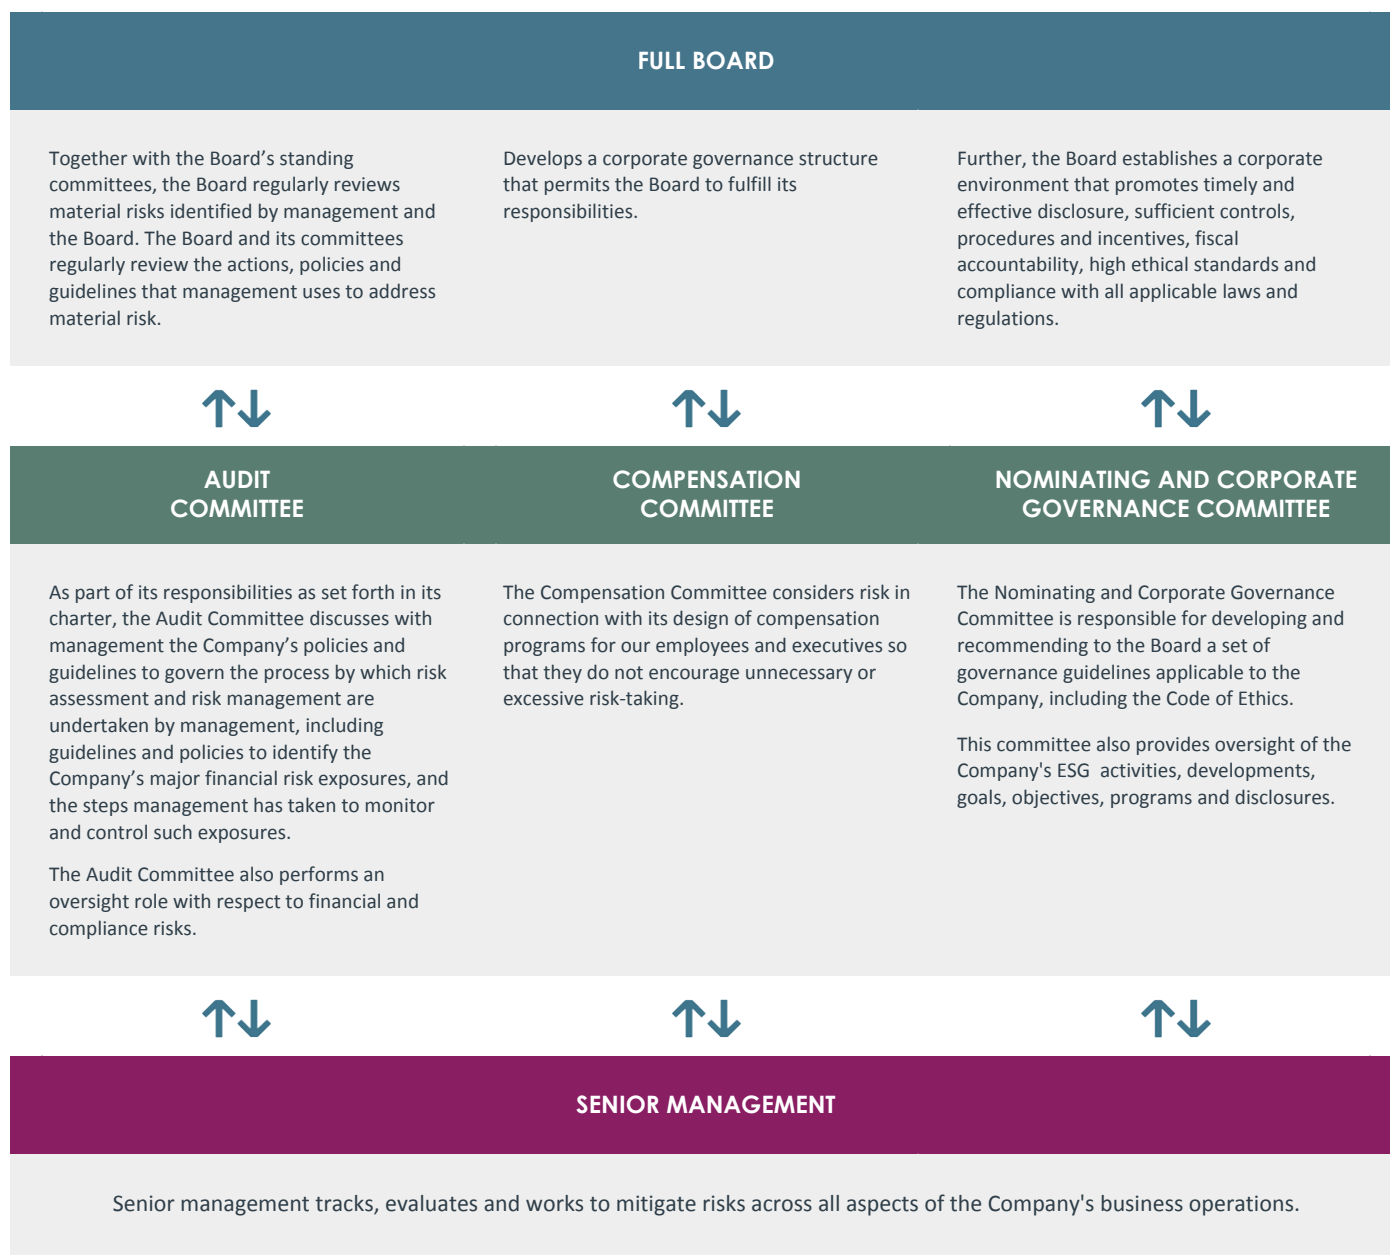 FULL BOARD
Together with the Board’s standing
committees, the Board regularly reviews
material risks identified by management and
the Board. The Board and its committees
regularly review the actions, policies and
guidelines that management uses to address
material risk.
Develops a corporate governance structure
that permits the Board to fulfill its
responsibilities.
Further, the Board establishes a corporate
environment that promotes timely and
effective disclosure, sufficient controls,
procedures and incentives, fiscal
accountability, high ethical standards and
compliance with all applicable laws and
regulations.
↑↓ ↑↓ ↑↓
AUDIT
COMMITTEE
COMPENSATION
COMMITTEE
NOMINATING AND CORPORATE
GOVERNANCE COMMITTEE
As part of its responsibilities as set forth in its
charter, the Audit Committee discusses with
management the Company’s policies and
guidelines to govern the process by which risk
assessment and risk management are
undertaken by management, including
guidelines and policies to identify the
Company’s major financial risk exposures, and
the steps management has taken to monitor
and control such exposures.
The Audit Committee also performs an
oversight role with respect to financial and
compliance risks.
The Compensation Committee considers risk in
connection with its design of compensation
programs for our employees and executives so
that they do not encourage unnecessary or
excessive risk-taking.
The Nominating and Corporate Governance
Committee is responsible for developing and
recommending to the Board a set of
governance guidelines applicable to the
Company, including the Code of Ethics.
This committee also provides oversight of the
Company's ESG  activities, developments,
goals, objectives, programs and disclosures.
↑↓ ↑↓ ↑↓
SENIOR MANAGEMENT
Senior management tracks, evaluates and works to mitigate risks across all aspects of the Company's business operations.